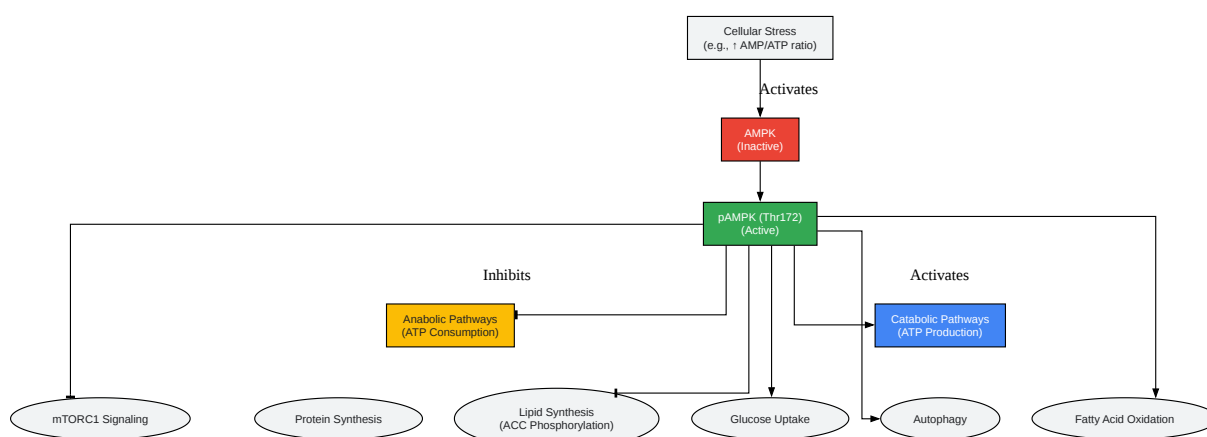 Cellular Stress
(e.g., ↑ AMP/ATP ratio)
Activates
AMPK
(Inactive)
pAMPK (Thr172)
(Active)
Inhibits
Activates
Anabolic Pathways
(ATP Consumption)
Catabolic Pathways
(ATP Production)
mTORC1 Signaling
Protein Synthesis
Lipid Synthesis
(ACC Phosphorylation)
Glucose Uptake
Autophagy
Fatty Acid Oxidation